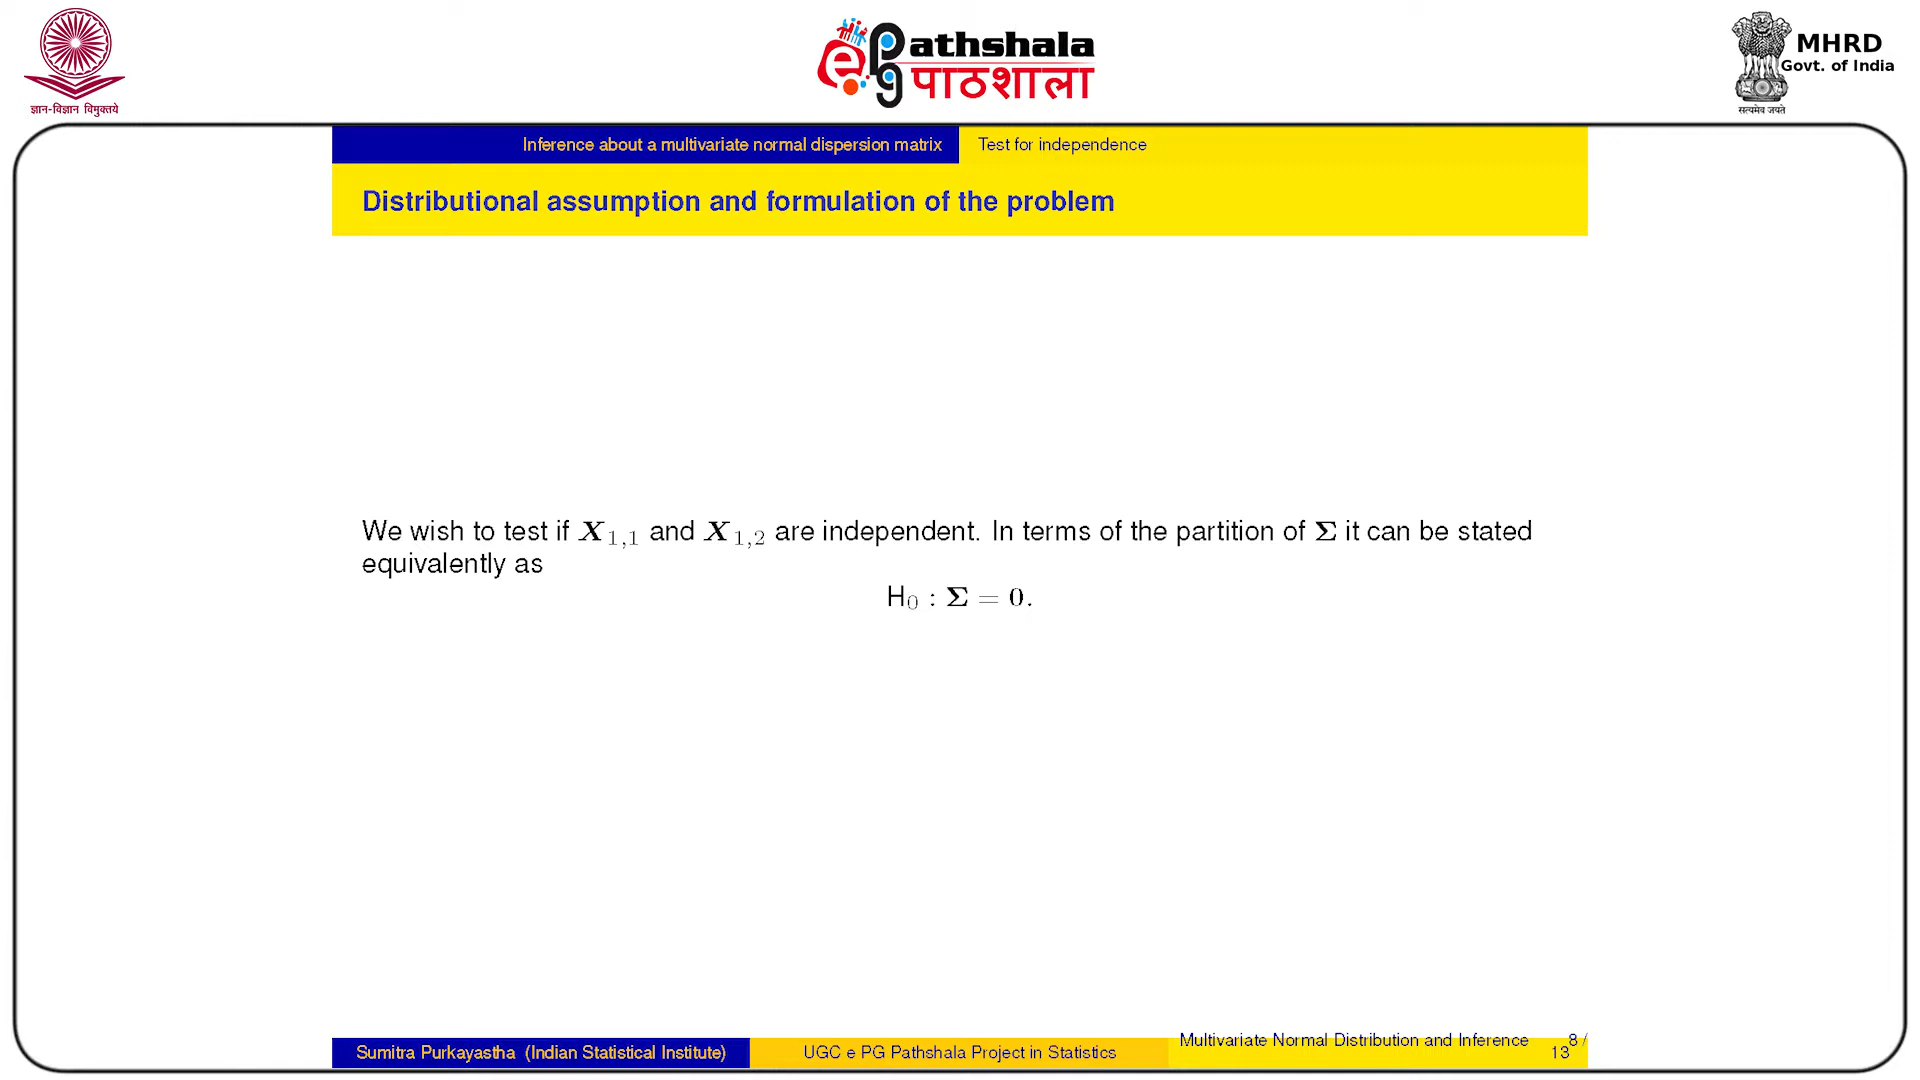 ज्ञान-विज्ञान विमुक्तये
e PG Pathshala
पाठशाला
MHRD
Govt. of India
सत्यमेव जयते
Inference about a multivariate normal dispersion matrix Test for independence
Distributional assumption and formulation of the problem
We wish to test if X₁,₁ and X₁,₂ are independent. In terms of the partition of Σ it can be stated
equivalently as
H₀ : Σ = 0.
Sumitra Purkayastha (Indian Statistical Institute) UGC e PG Pathshala Project in Statistics Multivariate Normal Distribution and Inference 8 /
13